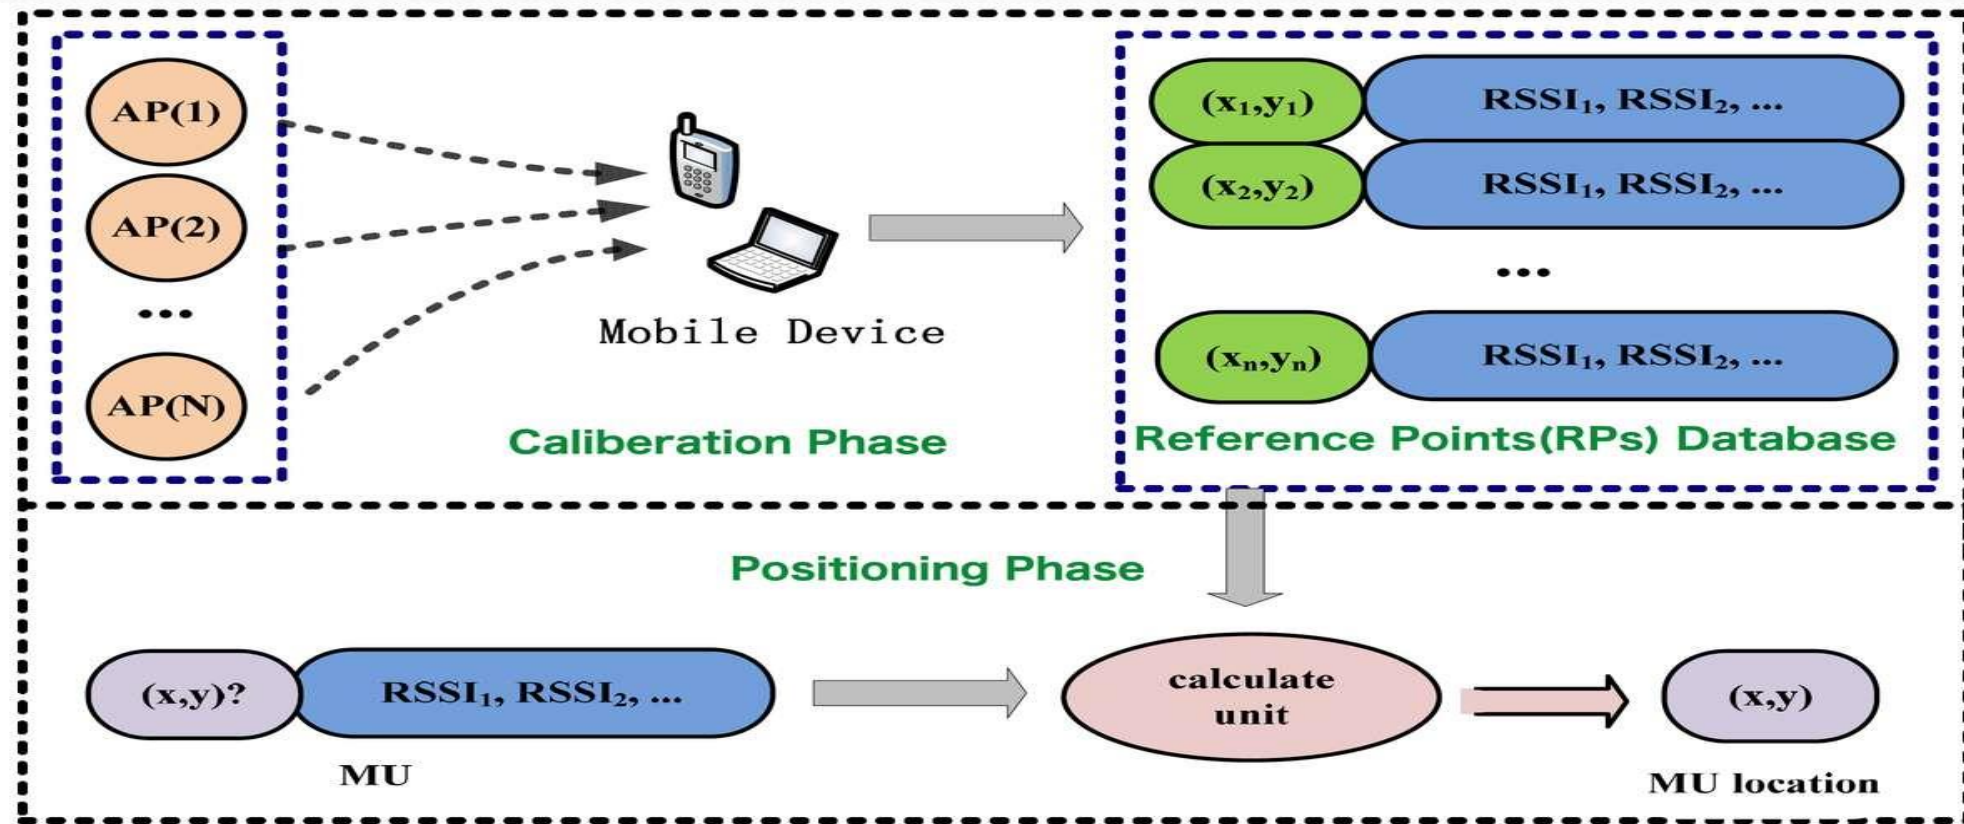 AP(1)
AP(2)
...
AP(N)
Mobile Device
Caliberation Phase
(x₁,y₁) RSSI₁, RSSI₂, ...
(x₂,y₂) RSSI₁, RSSI₂, ...
...
(xₙ,yₙ) RSSI₁, RSSI₂, ...
Reference Points(RPs) Database
Positioning Phase
(x,y)? RSSI₁, RSSI₂, ...
MU
calculate
unit
(x,y)
MU location